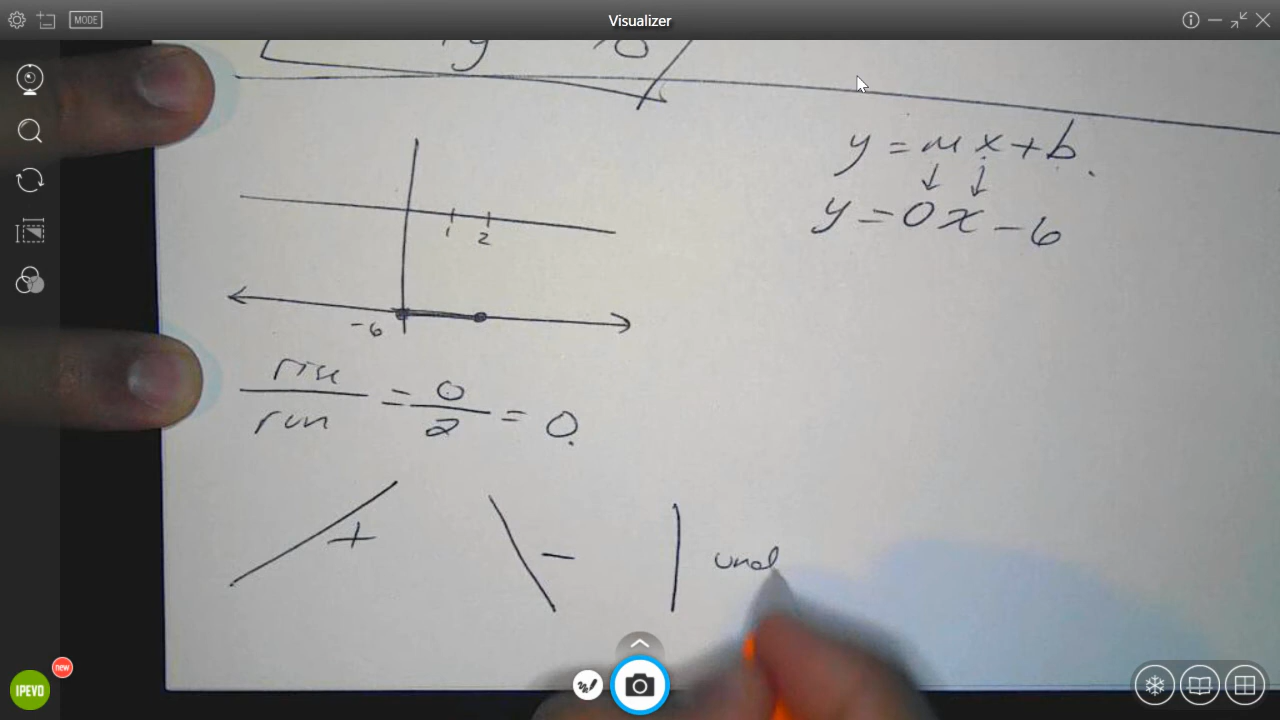 MODE
Visualizer
y = mx + b.
↓ ↓
y = 0x - 6
1 2
-6
rise/run = 0/2 = 0.
+ - und
new
IPEVO